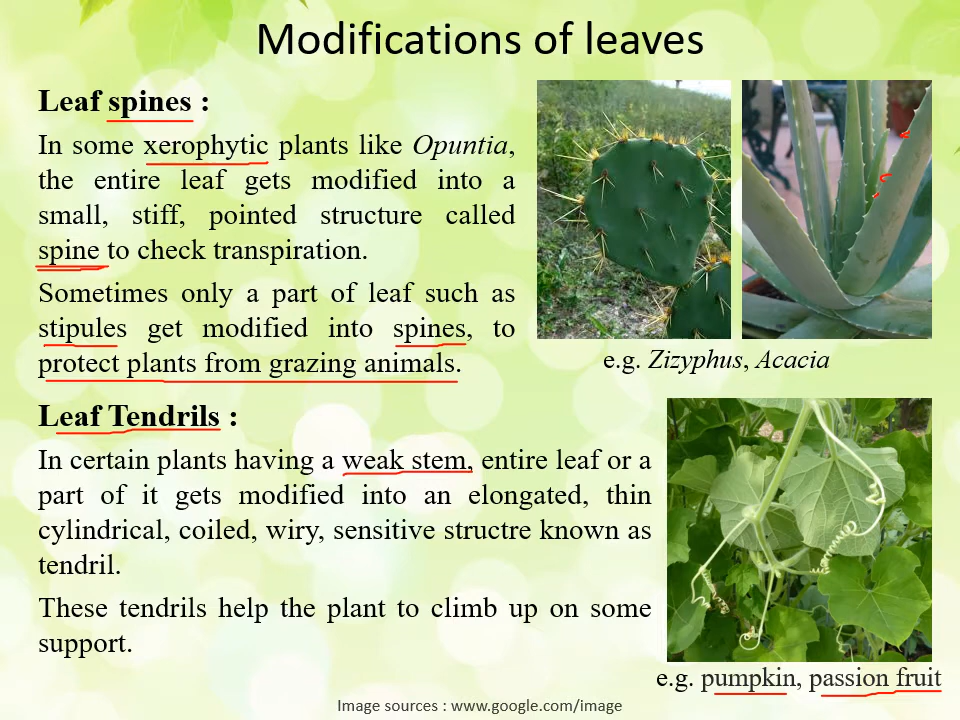 Modifications of leaves
Leaf spines :
In some xerophytic plants like Opuntia,
the entire leaf gets modified into a
small, stiff, pointed structure called
spine to check transpiration.
Sometimes only a part of leaf such as
stipules get modified into spines, to
protect plants from grazing animals.
e.g. Zizyphus, Acacia
Leaf Tendrils :
In certain plants having a weak stem, entire leaf or a
part of it gets modified into an elongated, thin
cylindrical, coiled, wiry, sensitive structre known as
tendril.
These tendrils help the plant to climb up on some
support.
e.g. pumpkin, passion fruit
Image sources : www.google.com/image